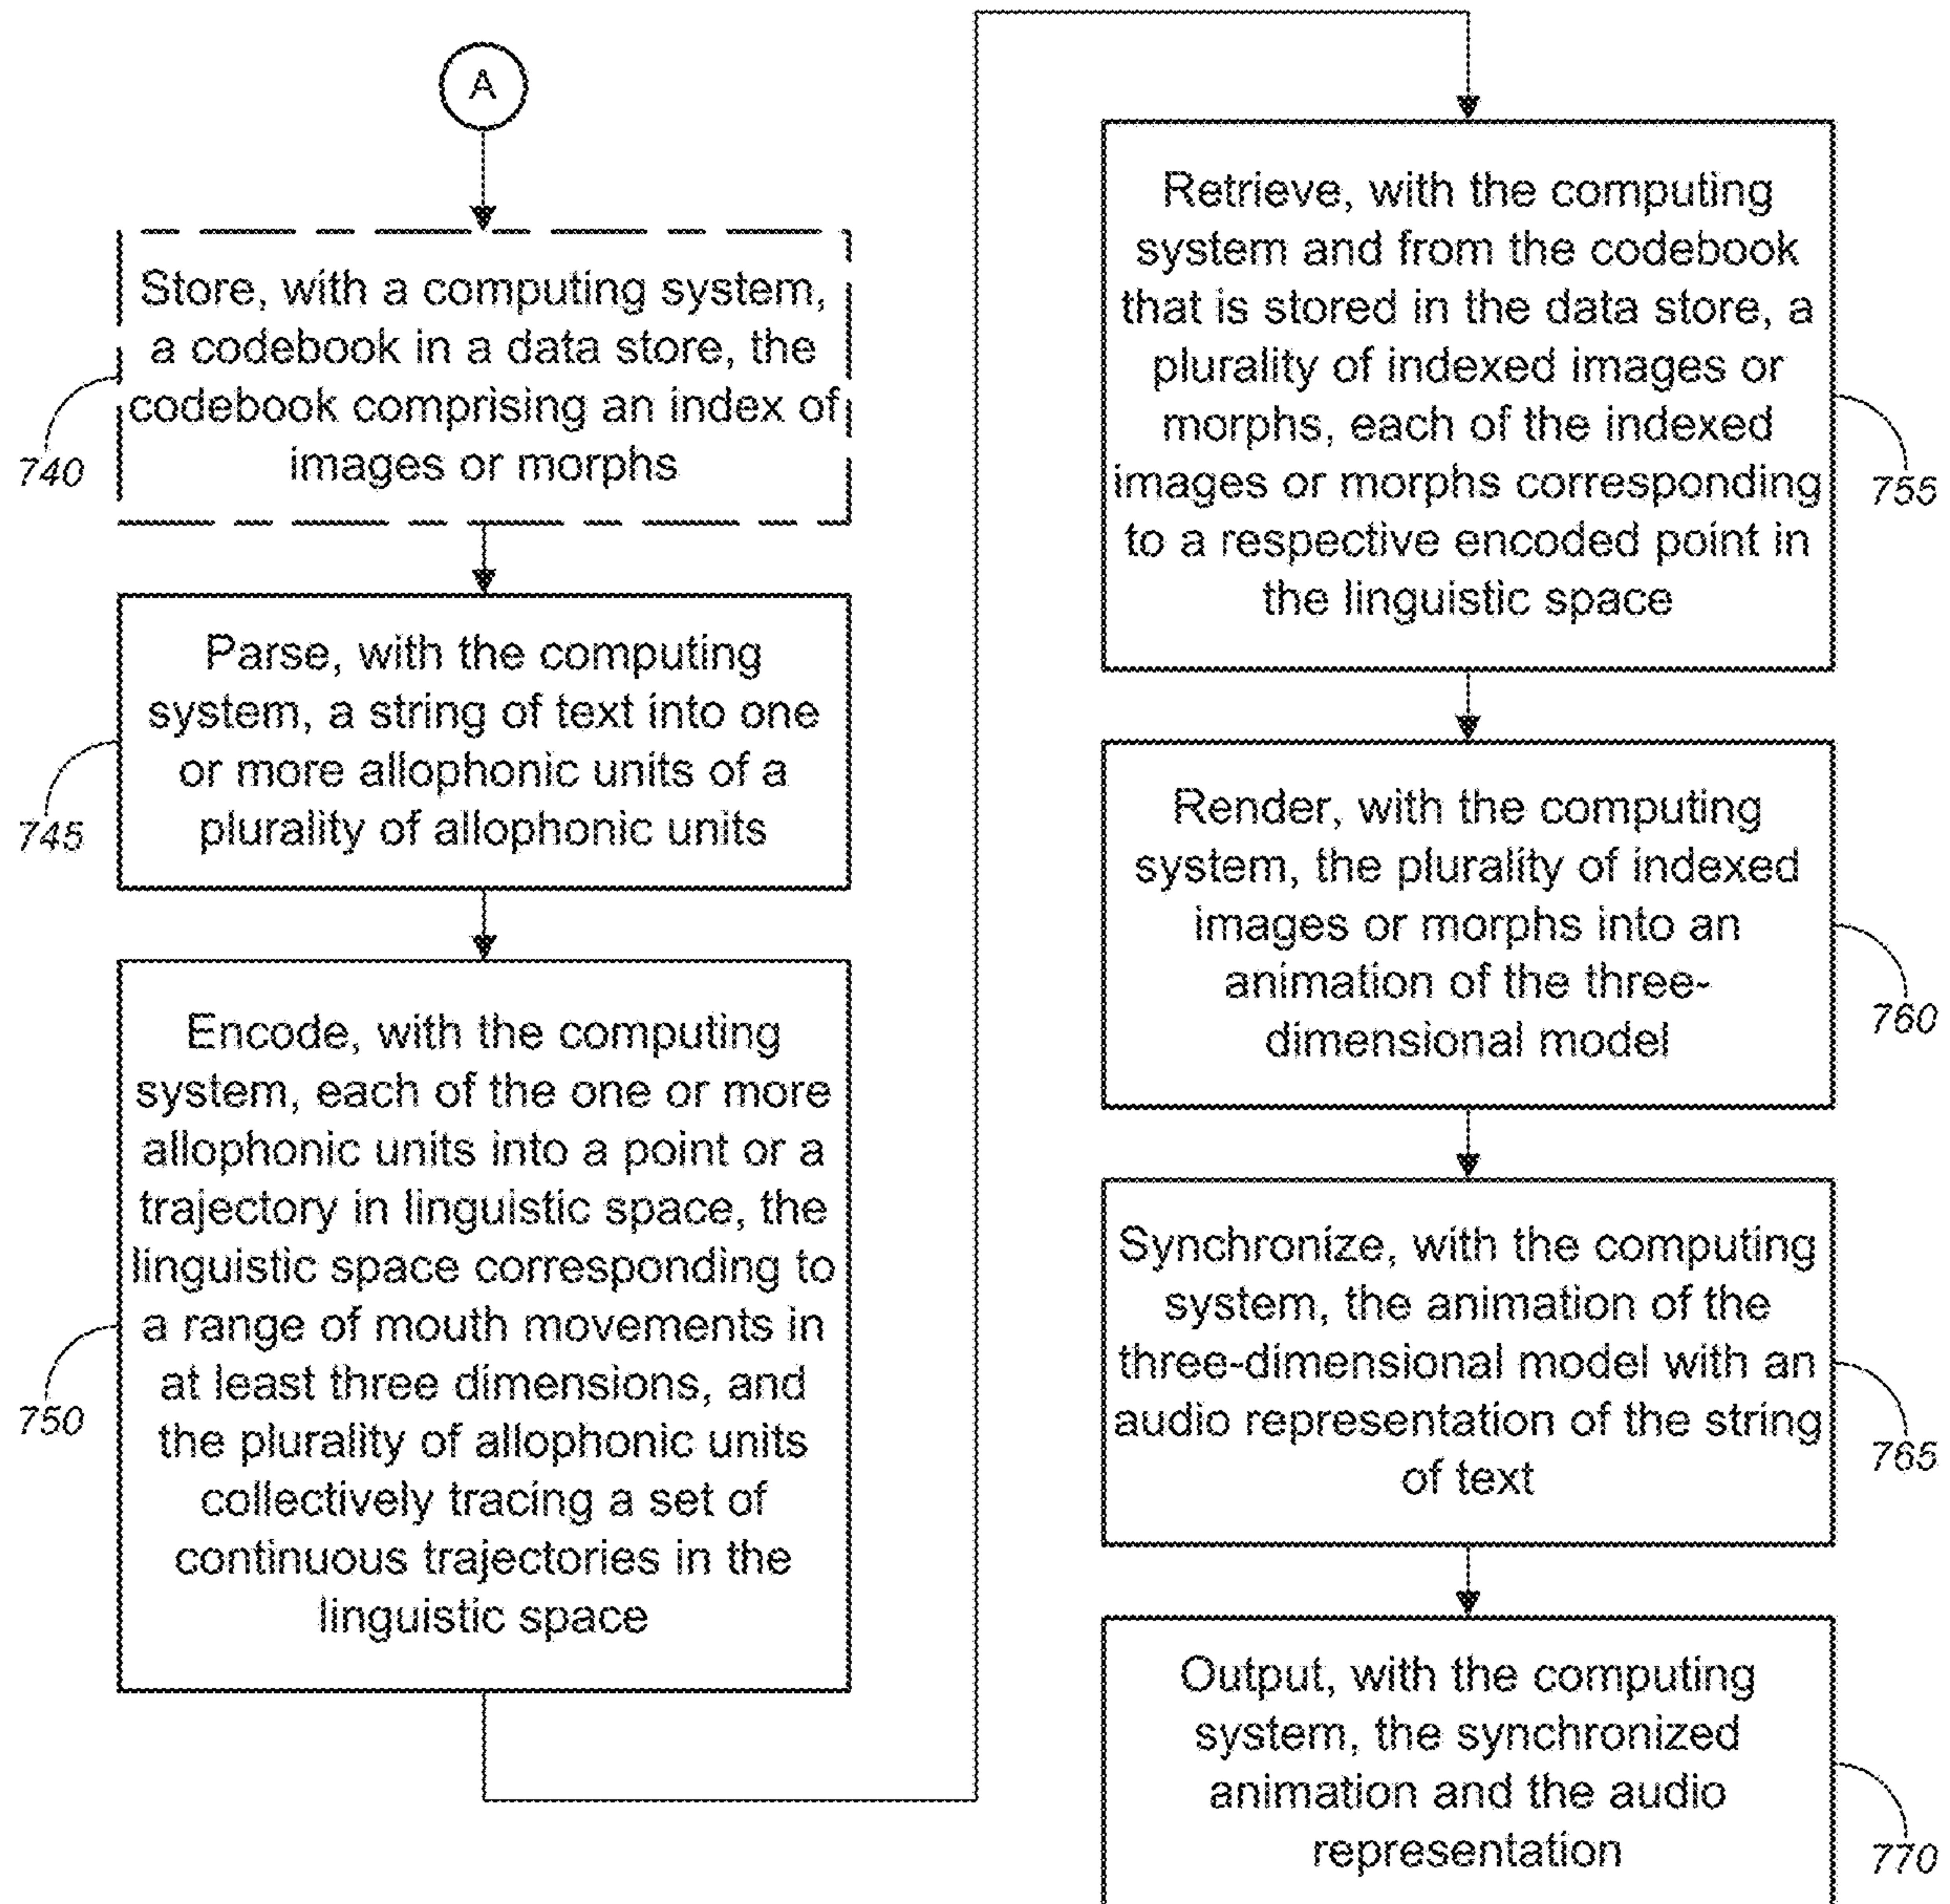 A
Store, with a computing system,
a codebook in a data store, the
codebook comprising an index of
images or morphs
740
Parse, with the computing
system, a string of text into one
or more allophonic units of a
plurality of allophonic units
745
Encode, with the computing
system, each of the one or more
allophonic units into a point or a
trajectory in linguistic space, the
linguistic space corresponding to
a range of mouth movements in
at least three dimensions, and
the plurality of allophonic units
collectively tracing a set of
continuous trajectories in the
linguistic space
750
Retrieve, with the computing
system and from the codebook
that is stored in the data store, a
plurality of indexed images or
morphs, each of the indexed
images or morphs corresponding
to a respective encoded point in
the linguistic space
755
Render, with the computing
system, the plurality of indexed
images or morphs into an
animation of the three-
dimensional model
760
Synchronize, with the computing
system, the animation of the
three-dimensional model with an
audio representation of the string
of text
765
Output, with the computing
system, the synchronized
animation and the audio
representation
770